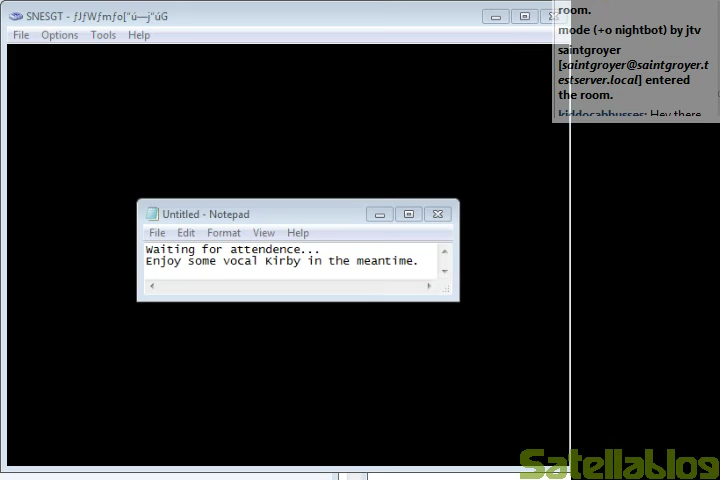 SNESGT - ƒJƒWƒmƒo["ú—j"úG
File Options Tools Help
room.
mode (+o nightbot) by jtv
saintgroyer
[saintgroyer@saintgroyer.t
estserver.local] entered
the room.
kiddocabbusses: Hey there
Untitled - Notepad
File Edit Format View Help
Waiting for attendence...
Enjoy some vocal Kirby in the meantime.
Satellablog